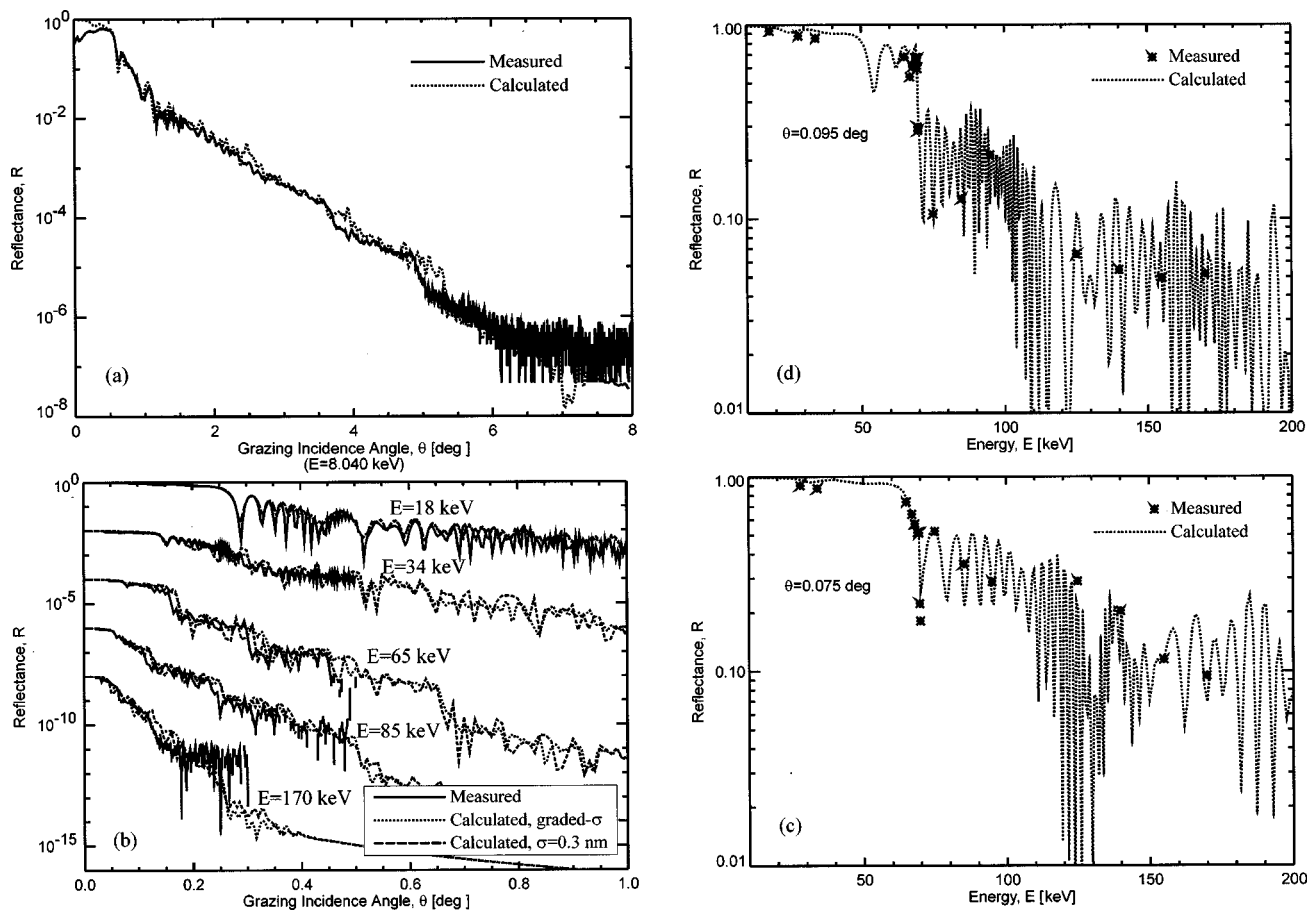 10^0
10^-2
10^-4
10^-6
10^-8
Reflectance, R
Measured
Calculated
(a)
0 2 4 6 8
Grazing Incidence Angle, θ [deg ]
(E=8.040 keV)
10^0
10^-5
10^-10
10^-15
Reflectance, R
E=18 keV
E=34 keV
E=65 keV
E=85 keV
E=170 keV
Measured
Calculated, graded-σ
Calculated, σ=0.3 nm
(b)
0.0 0.2 0.4 0.6 0.8 1.0
Grazing Incidence Angle, θ [deg ]
1.00
0.10
0.01
Reflectance, R
Measured
Calculated
θ=0.095 deg
(d)
50 100 150 200
Energy, E [keV]
1.00
0.10
0.01
Reflectance, R
Measured
Calculated
θ=0.075 deg
(c)
50 100 150 200
Energy, E [keV]